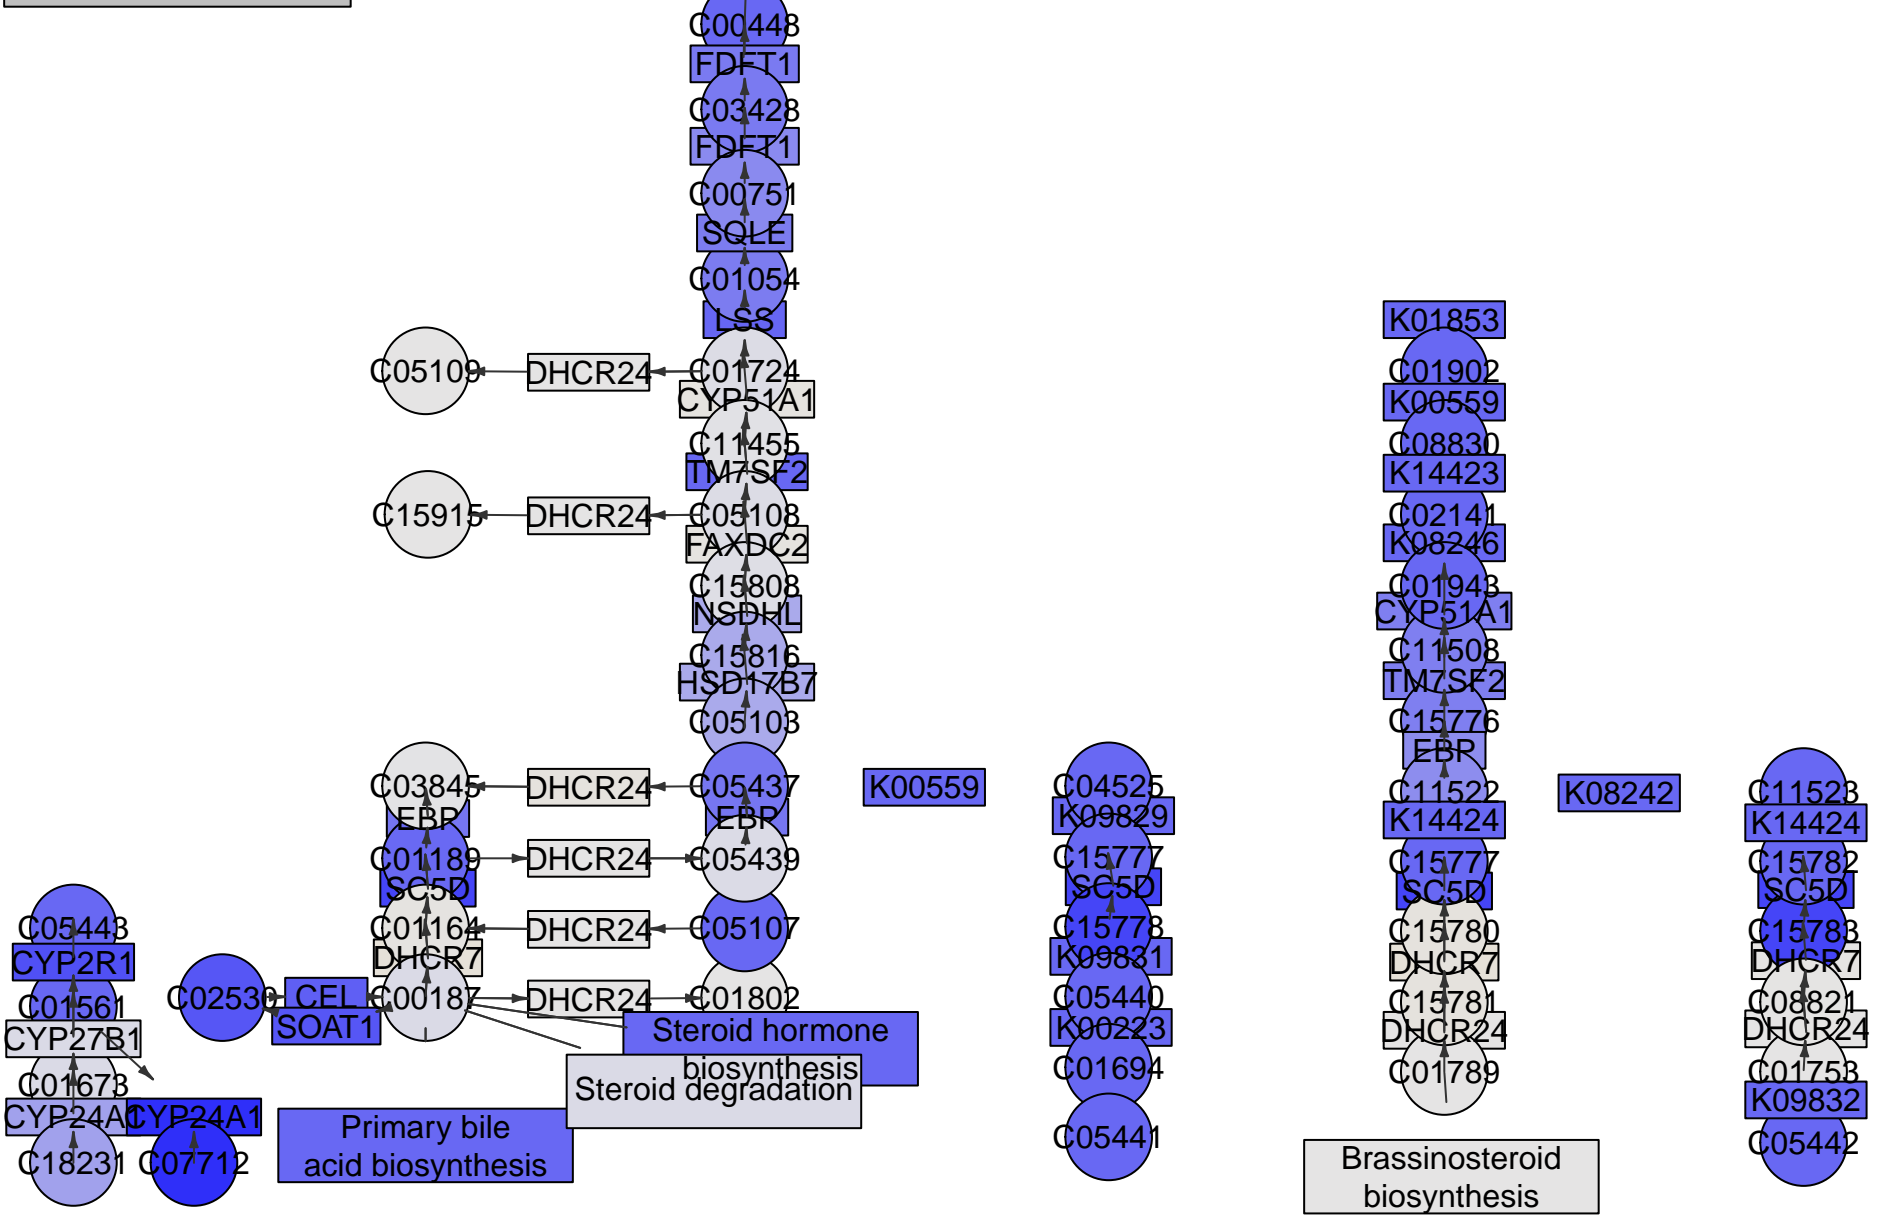 C00448
FDFT1
C03428
FDFT1
C00751
SQLE
C01054
LSS
C05109
DHCR24
C01724
CYP51A1
C11455
TM7SF2
C15915
DHCR24
C05108
FAXDC2
C15808
NSDHL
C15816
HSD17B7
C05103
C03845
DHCR24
C05437
EBP
EBP
C01189
DHCR24
C05439
SC5D
C01164
DHCR24
C05107
DHCR7
C02530
CEL
SOAT1
C00187
DHCR24
C01802
Steroid hormone
biosynthesis
Steroid degradation
Primary bile
acid biosynthesis
C05443
CYP2R1
C01561
CYP27B1
C01673
CYP24A1
CYP24A1
C18231
C07712
K00559
C04525
K09829
C15777
SC5D
C15778
K09831
C05440
K00223
C01694
C05441
K01853
C01902
K00559
C08830
K14423
C02141
K08246
C01943
CYP51A1
C11508
TM7SF2
C15776
EBP
C11522
K14424
C15777
SC5D
C15780
DHCR7
C15781
DHCR24
C01789
Brassinosteroid
biosynthesis
K08242
C11523
K14424
C15782
SC5D
C15783
DHCR7
C08821
DHCR24
C01753
K09832
C05442